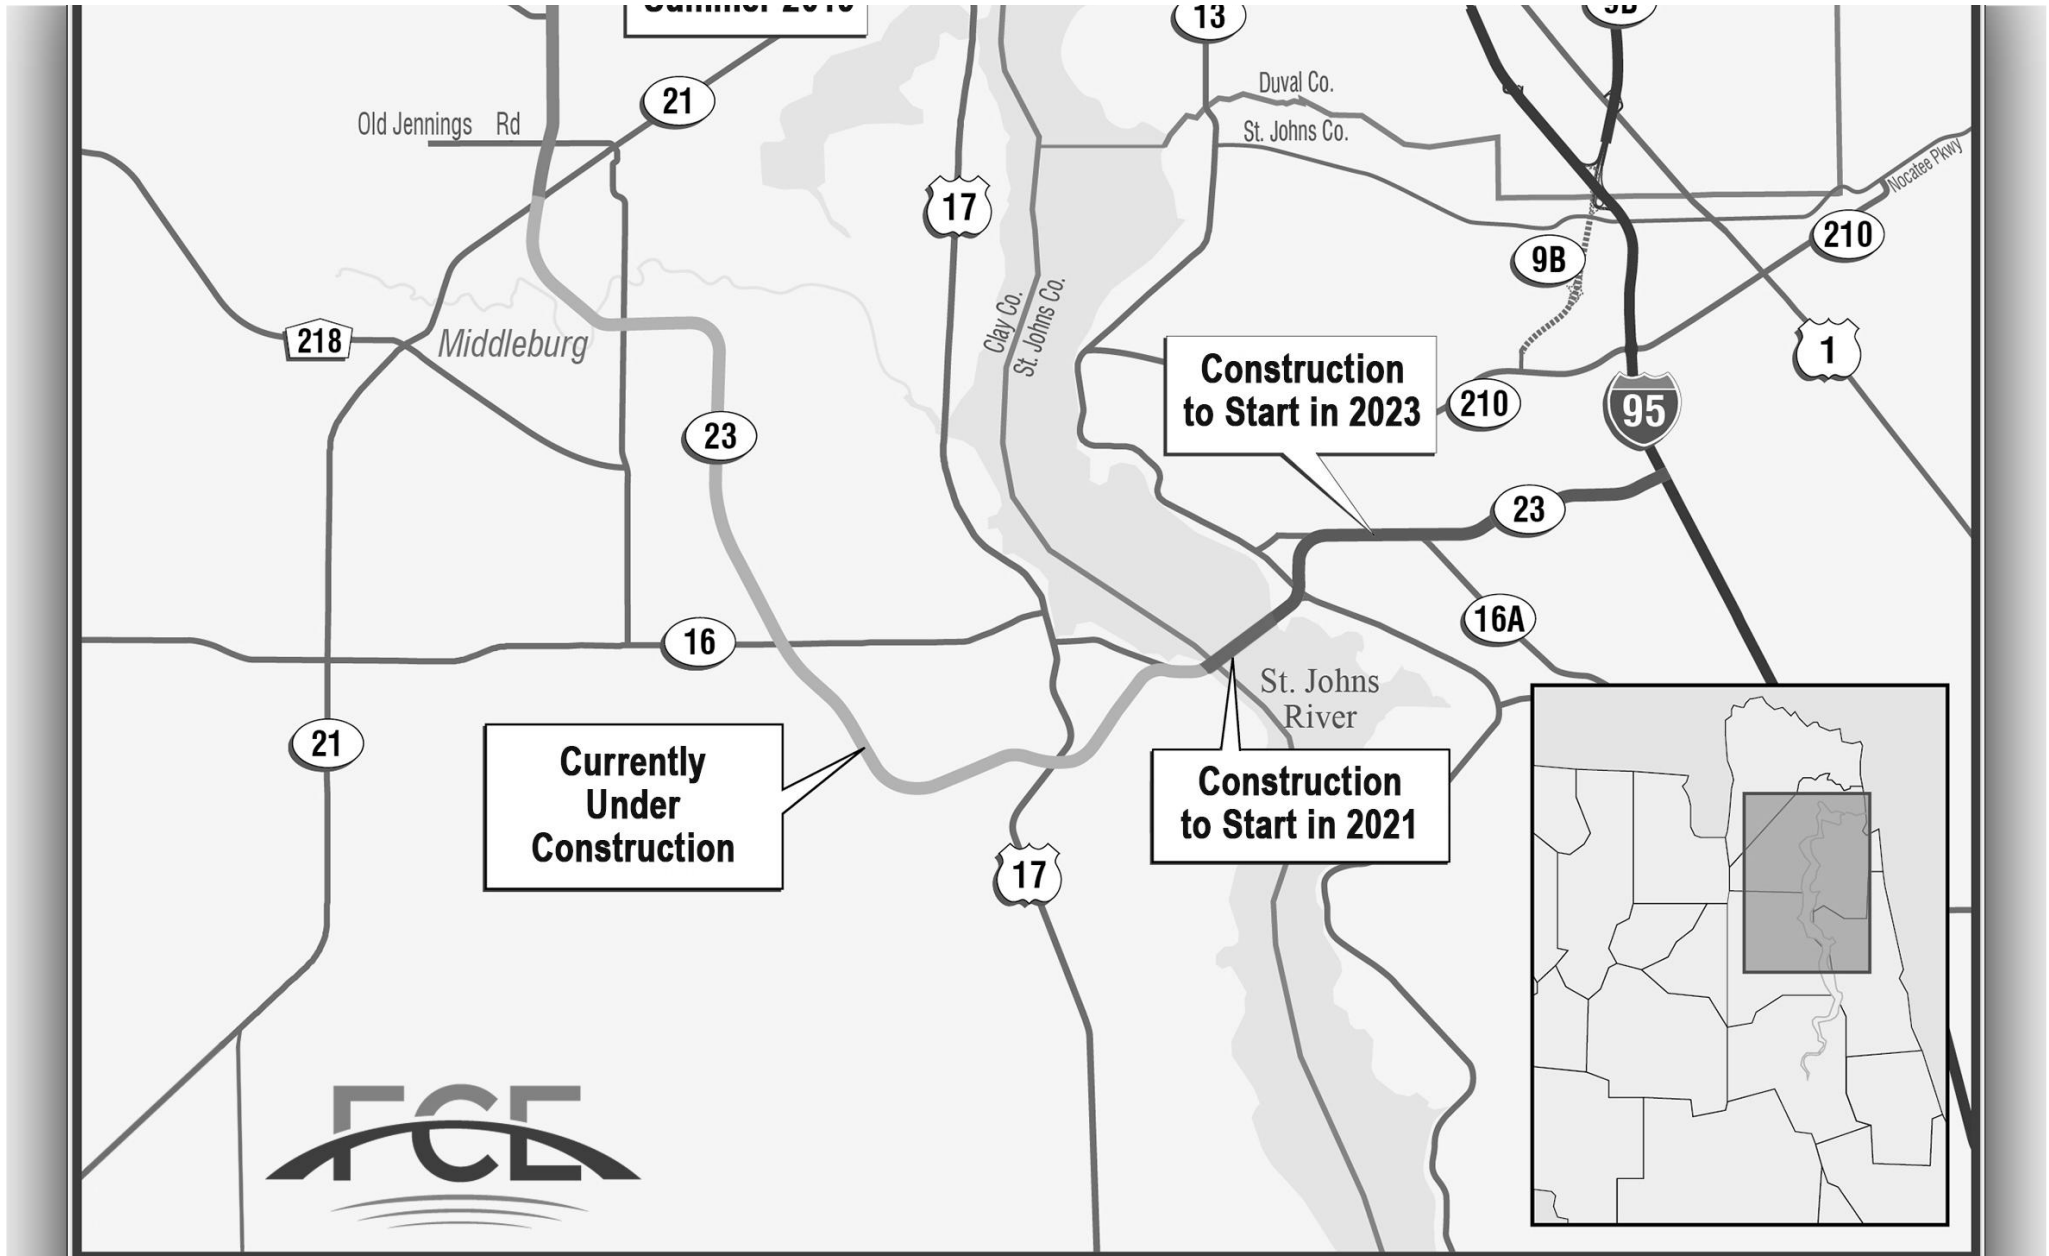 13
Duval Co.
21
Old Jennings Rd
St. Johns Co.
Nocatee Pkwy
17
210
9B
Clay Co.
St. Johns Co.
218
Middleburg
1
Construction
to Start in 2023
210
95
23
23
16A
16
St. Johns
River
21
Currently
Under
Construction
Construction
to Start in 2021
17
FCE